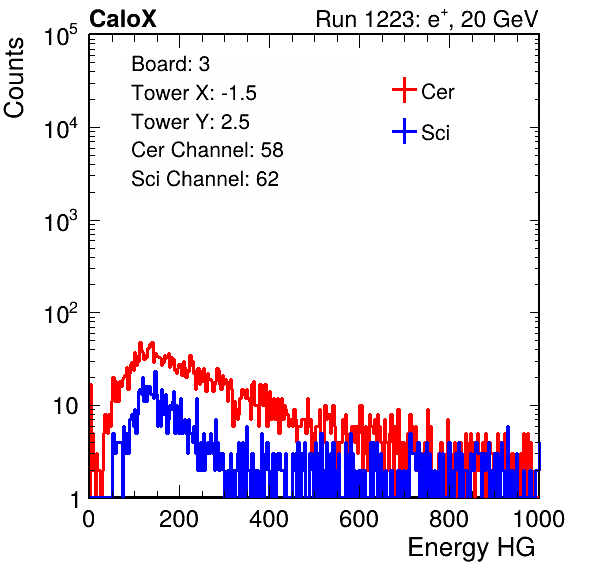 CaloX Run 1223: e⁺, 20 GeV
Counts
Board: 3
Tower X: -1.5
Tower Y: 2.5
Cer Channel: 58
Sci Channel: 62
Cer
Sci
10⁵
10⁴
10³
10²
10
1
0 200 400 600 800 1000
Energy HG